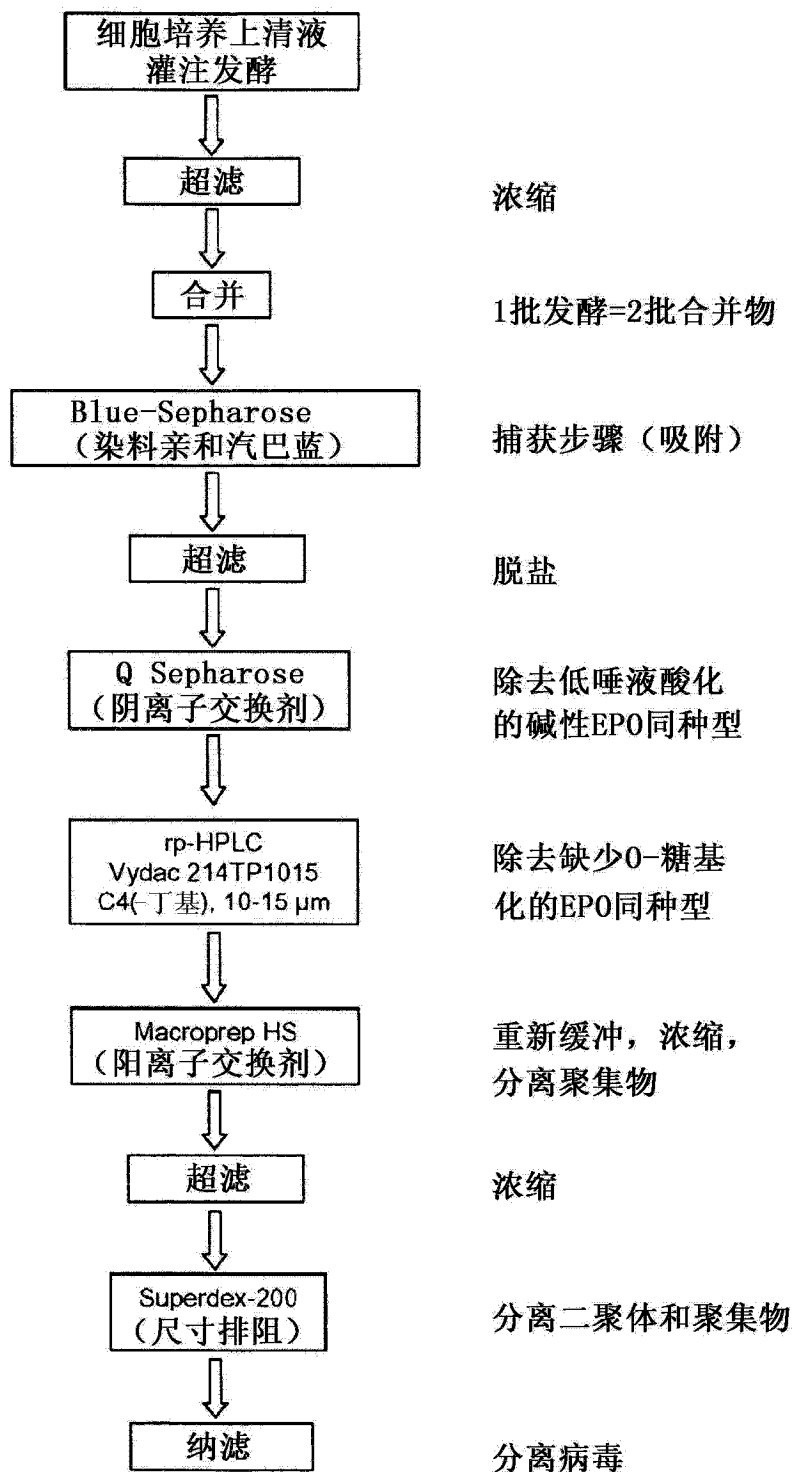 细胞培养上清液
灌注发酵
超滤
浓缩
合并
1批发酵=2批合并物
Blue-Sepharose
（染料亲和汽巴蓝）
捕获步骤（吸附）
超滤
脱盐
Q Sepharose
（阴离子交换剂）
除去低唾液酸化
的碱性EPO同种型
rp-HPLC
Vydac 214TP1015
C4(-丁基), 10-15 µm
除去缺少O-糖基
化的EPO同种型
Macroprep HS
（阳离子交换剂）
重新缓冲，浓缩，
分离聚集物
超滤
浓缩
Superdex-200
（尺寸排阻）
分离二聚体和聚集物
纳滤
分离病毒